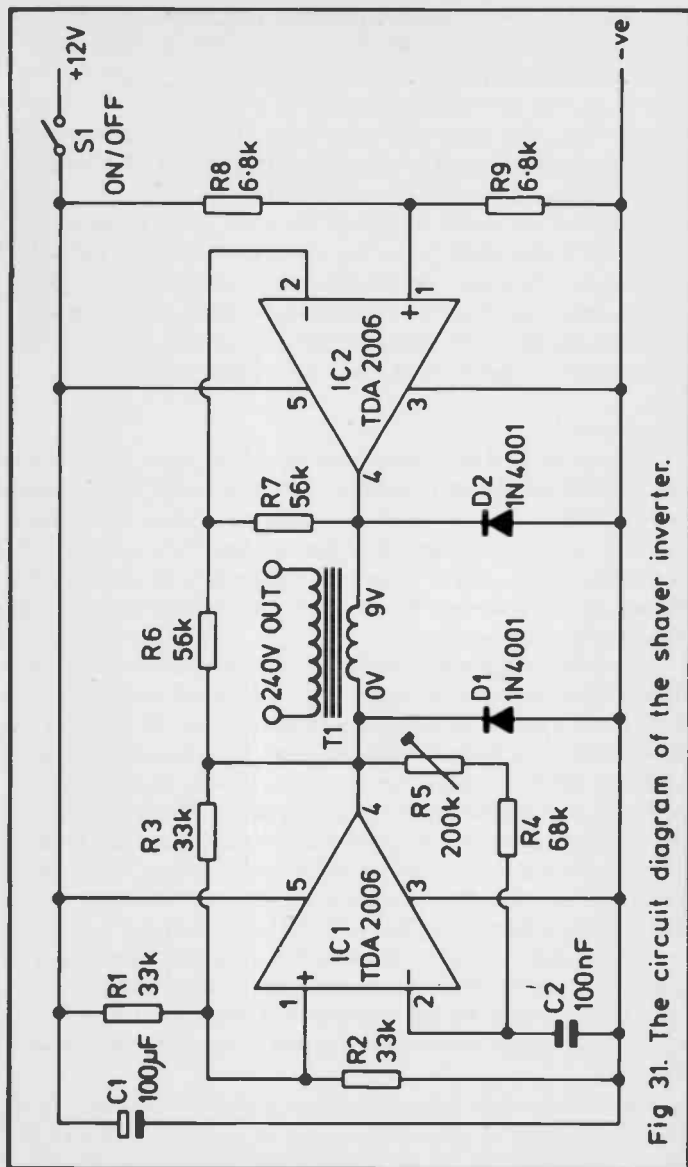 +12V
S1
ON/OFF
C1
100µF
R1
33k
R3
33k
R6
56k
R7
56k
R8
6·8k
240V OUT
T1
0V
9V
5
1
+
IC1
TDA 2006
4
2
−
3
5
2
−
IC2
TDA 2006
4
1
+
3
R2
33k
R5
200k
R4
68k
C2
100nF
D1
1N4001
D2
1N4001
R9
6·8k
-ve
Fig 31. The circuit diagram of the shaver inverter.